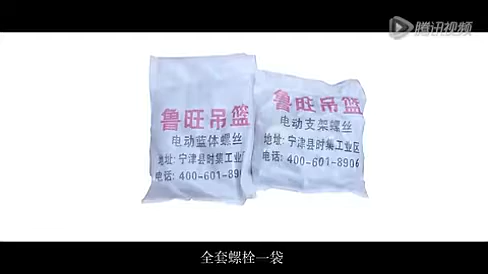 腾讯视频
鲁旺吊篮
电动篮体螺丝
地址: 宁津县时集工业区
电话: 400-601-8906
鲁旺吊篮
电动支架螺丝
地址: 宁津县时集工业区
电话: 400-601-8906
全套螺栓一袋